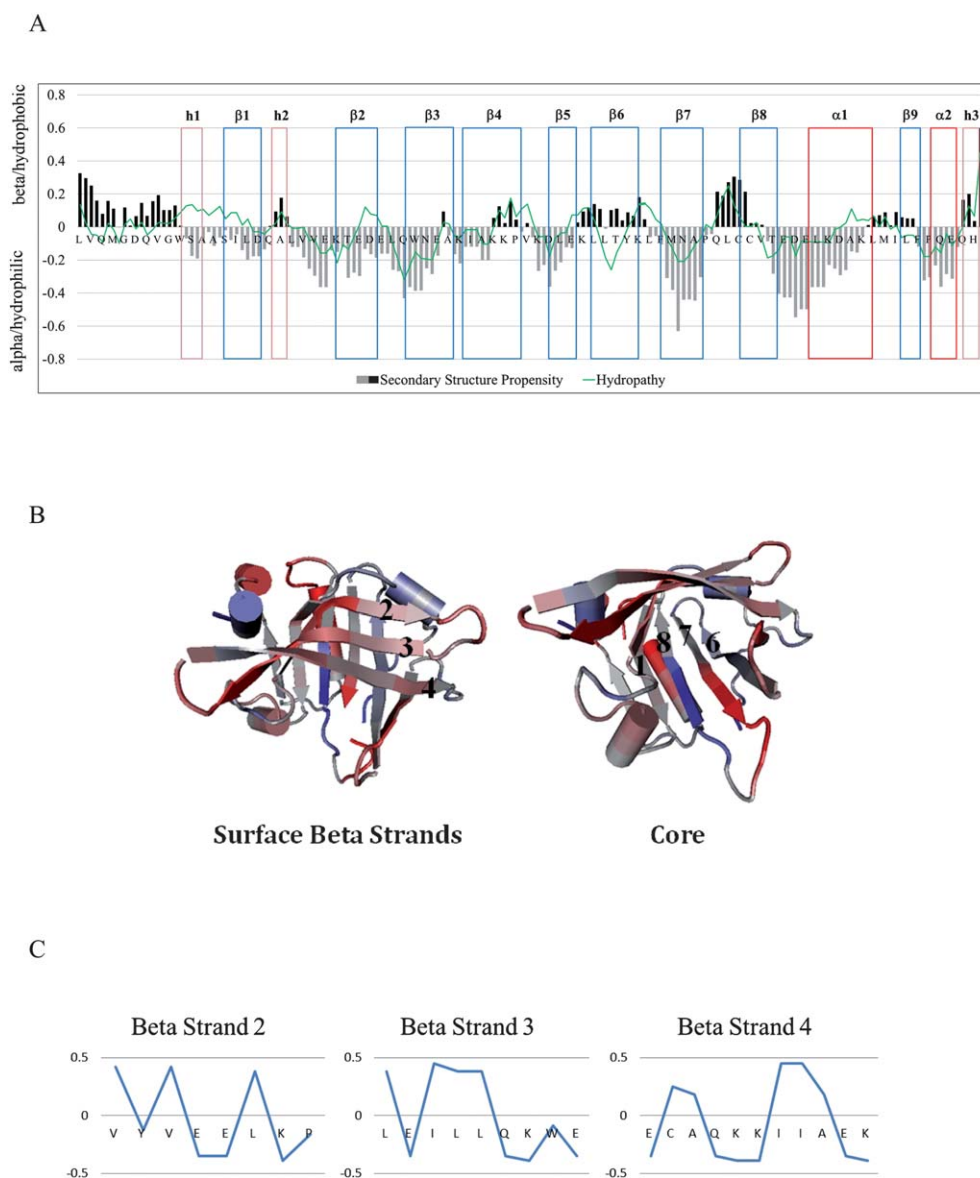 A
beta/hydrophobic
alpha/hydrophilic
h1 β1 h2 β2 β3 β4 β5 β6 β7 β8 α1 β9 α2 h3
0.8
0.6
0.4
0.2
0
-0.2
-0.4
-0.6
-0.8
L V Q M G D Q V G W S A A S I L D Q A L V V E K T E D E L Q W N E A K I A K K P V K D L E K L L T Y K L F M N A P Q L C C V T E D E L K D A K L M I L F P Q E Q H
Secondary Structure Propensity Hydropathy
B
2
3
4
1 8 7 6
Surface Beta Strands Core
C
Beta Strand 2 Beta Strand 3 Beta Strand 4
0.5 0.5 0.5
0 0 0
V Y V E E L K P L E I L L Q K W E E C A Q K K I I A E K
-0.5 -0.5 -0.5